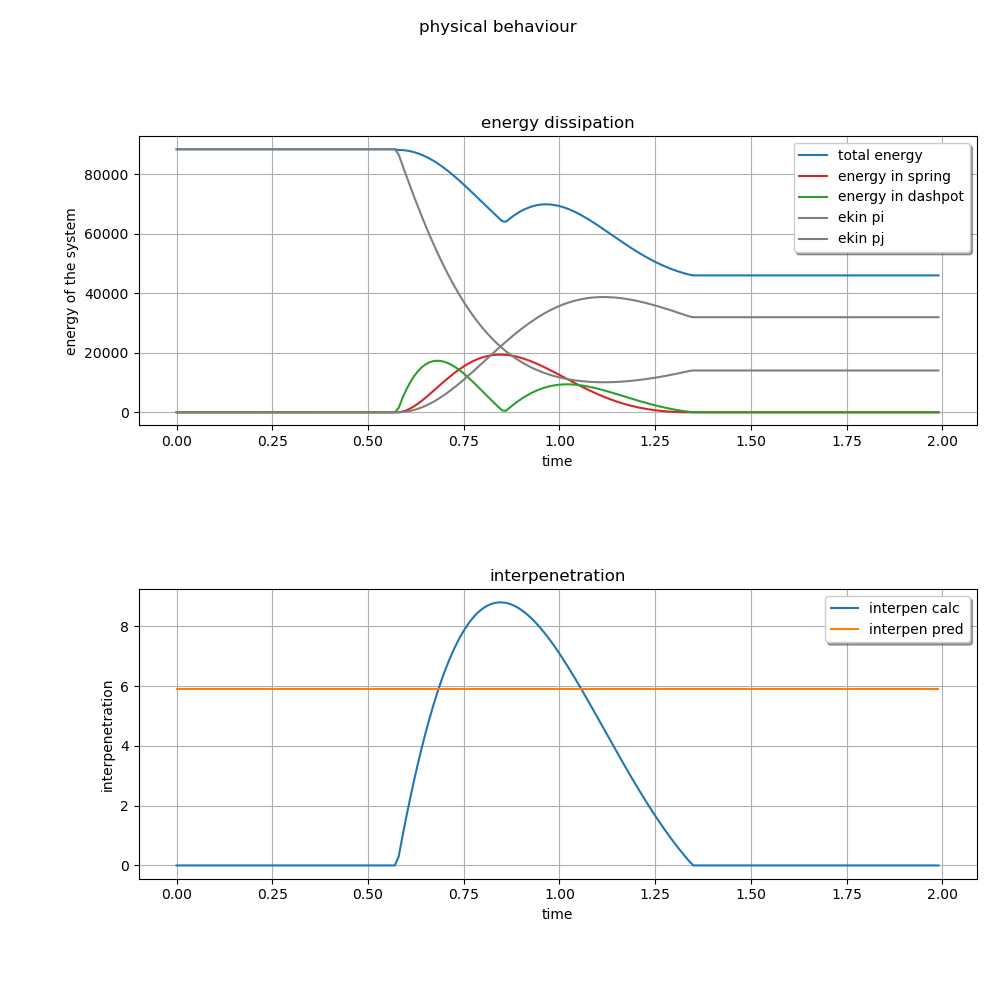 physical behaviour
energy dissipation
energy of the system
80000
60000
40000
20000
0
total energy
energy in spring
energy in dashpot
ekin pi
ekin pj
0.00 0.25 0.50 0.75 1.00 1.25 1.50 1.75 2.00
time
interpenetration
interpenetration
8
6
4
2
0
interpen calc
interpen pred
0.00 0.25 0.50 0.75 1.00 1.25 1.50 1.75 2.00
time